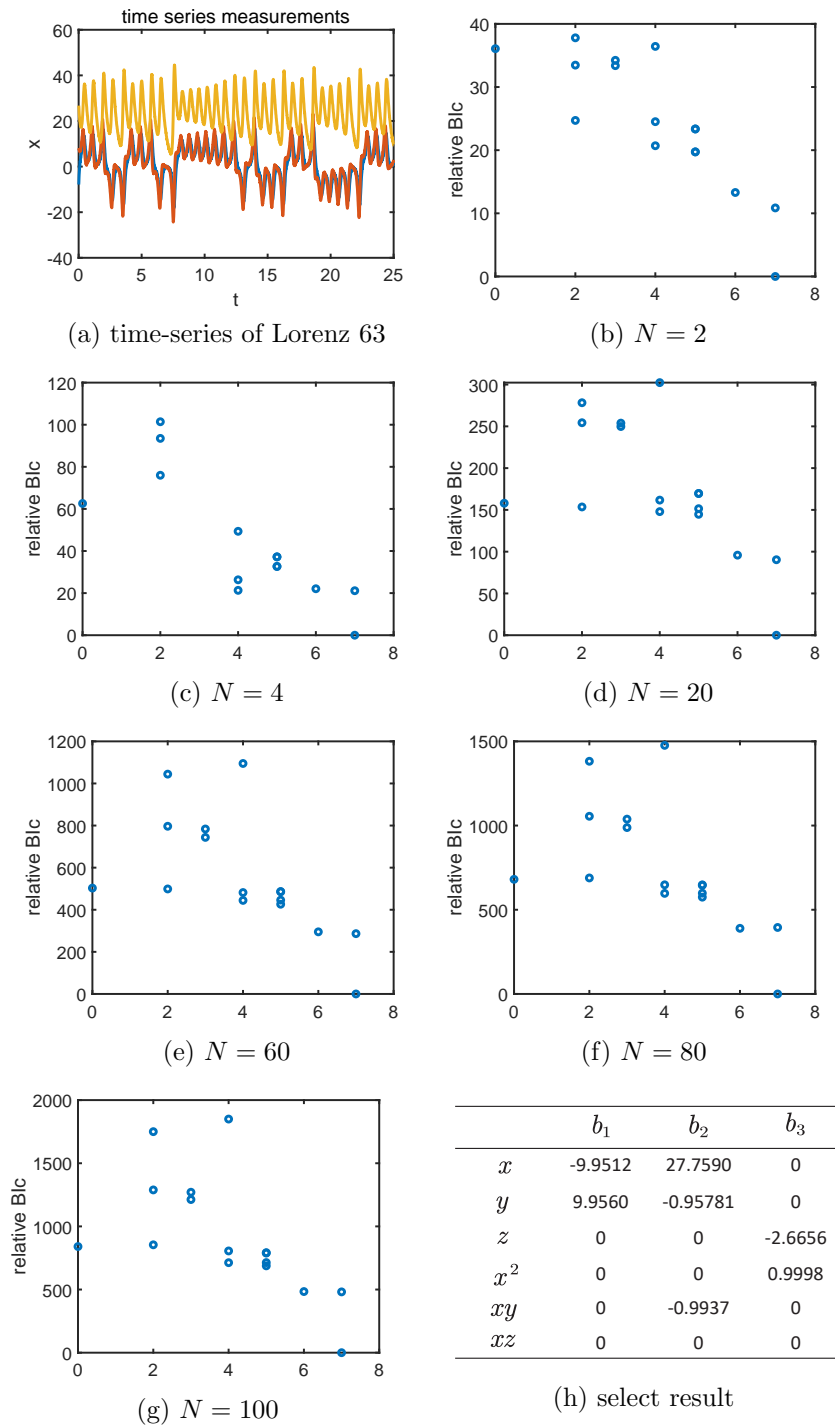 time series measurements
60
40
20
0
-20
-40
x
0 5 10 15 20 25
t
(a) time-series of Lorenz 63
40
30
20
10
0
relative BIc
0 2 4 6 8
(b) N = 2
120
100
80
60
40
20
0
relative BIc
0 2 4 6 8
(c) N = 4
300
250
200
150
100
50
0
relative BIc
0 2 4 6 8
(d) N = 20
1200
1000
800
600
400
200
0
relative BIc
0 2 4 6 8
(e) N = 60
1500
1000
500
0
relative BIc
0 2 4 6 8
(f) N = 80
2000
1500
1000
500
0
relative BIc
0 2 4 6 8
(g) N = 100
b₁ b₂ b₃
x -9.9512 27.7590 0
y 9.9560 -0.95781 0
z 0 0 -2.6656
x² 0 0 0.9998
xy 0 -0.9937 0
xz 0 0 0
(h) select result